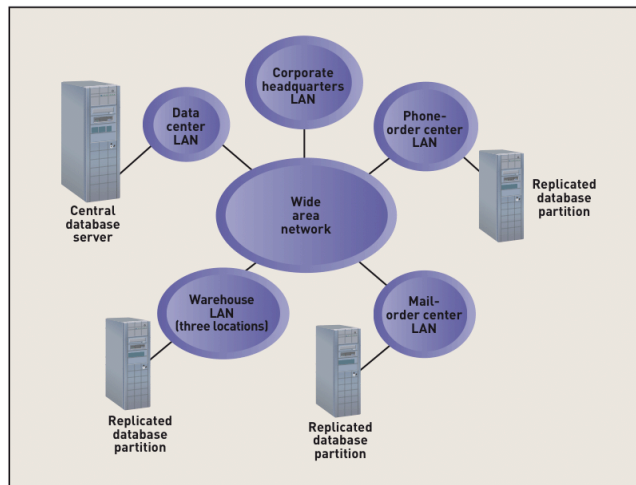 Corporate
headquarters
LAN
Data
center
LAN
Phone-
order center
LAN
Central
database
server
Wide
area
network
Replicated
database
partition
Warehouse
LAN
(three locations)
Mail-
order center
LAN
Replicated
database
partition
Replicated
database
partition